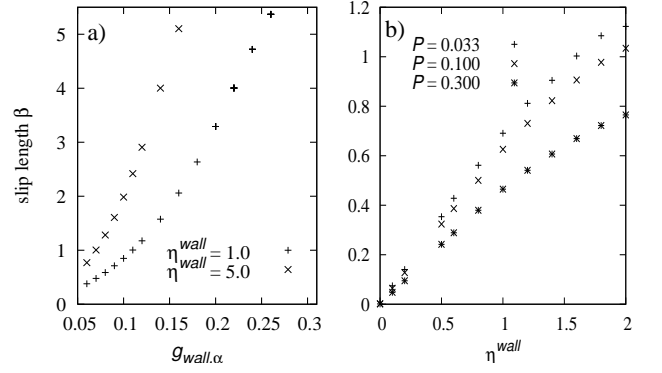 a)
slip length β
5
4
3
2
1
0
0.05
0.1
0.15
0.2
0.25
0.3
g wall,α
η wall = 1.0 +
η wall = 5.0 ×
b)
P = 0.033 +
P = 0.100 ×
P = 0.300 ∗
1.2
1
0.8
0.6
0.4
0.2
0
0
0.5
1
1.5
2
η wall